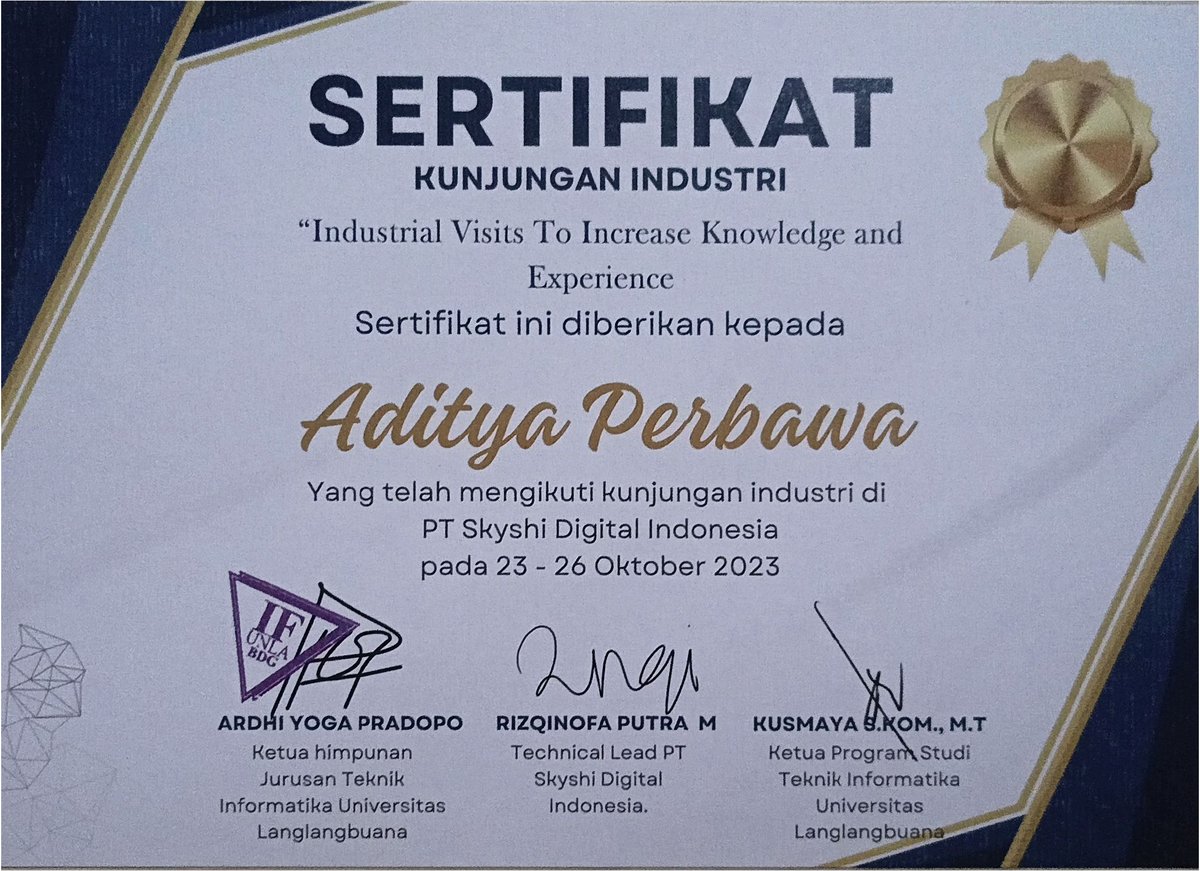 SERTIFIKAT
KUNJUNGAN INDUSTRI
“Industrial Visits To Increase Knowledge and
Experience
Sertifikat ini diberikan kepada
Aditya Perbawa
Yang telah mengikuti kunjungan industri di
PT Skyshi Digital Indonesia
pada 23 - 26 Oktober 2023
IF
UNLA
BDG
ARDHI YOGA PRADOPO
Ketua himpunan
Jurusan Teknik
Informatika Universitas
Langlangbuana
RIZQINOFA PUTRA M
Technical Lead PT
Skyshi Digital
Indonesia.
KUSMAYA S.KOM., M.T
Ketua Program Studi
Teknik Informatika
Universitas
Langlangbuana